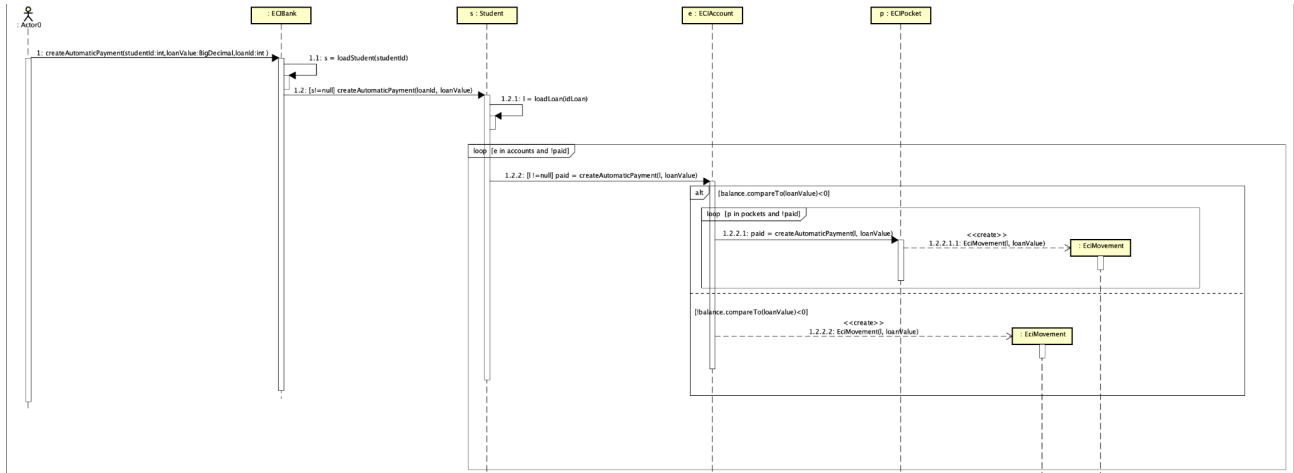 : Actor0
: ECIBank
s : Student
e : ECIAccount
p : ECIPocket
1: createAutomaticPayment(studentId:int,loanValue:BigDecimal,loanId:int )
1.1: s = loadStudent(studentId)
1.2: [s!=null] createAutomaticPayment(loanId, loanValue)
1.2.1: l = loadLoan(idLoan)
loop [e in accounts and !paid]
1.2.2: [l !=null] paid = createAutomaticPayment(l, loanValue)
alt [balance.compareTo(loanValue)<0]
loop [p in pockets and !paid]
1.2.2.1: paid = createAutomaticPayment(l, loanValue)
<<create>>
1.2.2.1.1: EciMovement(l, loanValue)
: EciMovement
[!balance.compareTo(loanValue)<0]
<<create>>
1.2.2.2: EciMovement(l, loanValue)
: EciMovement